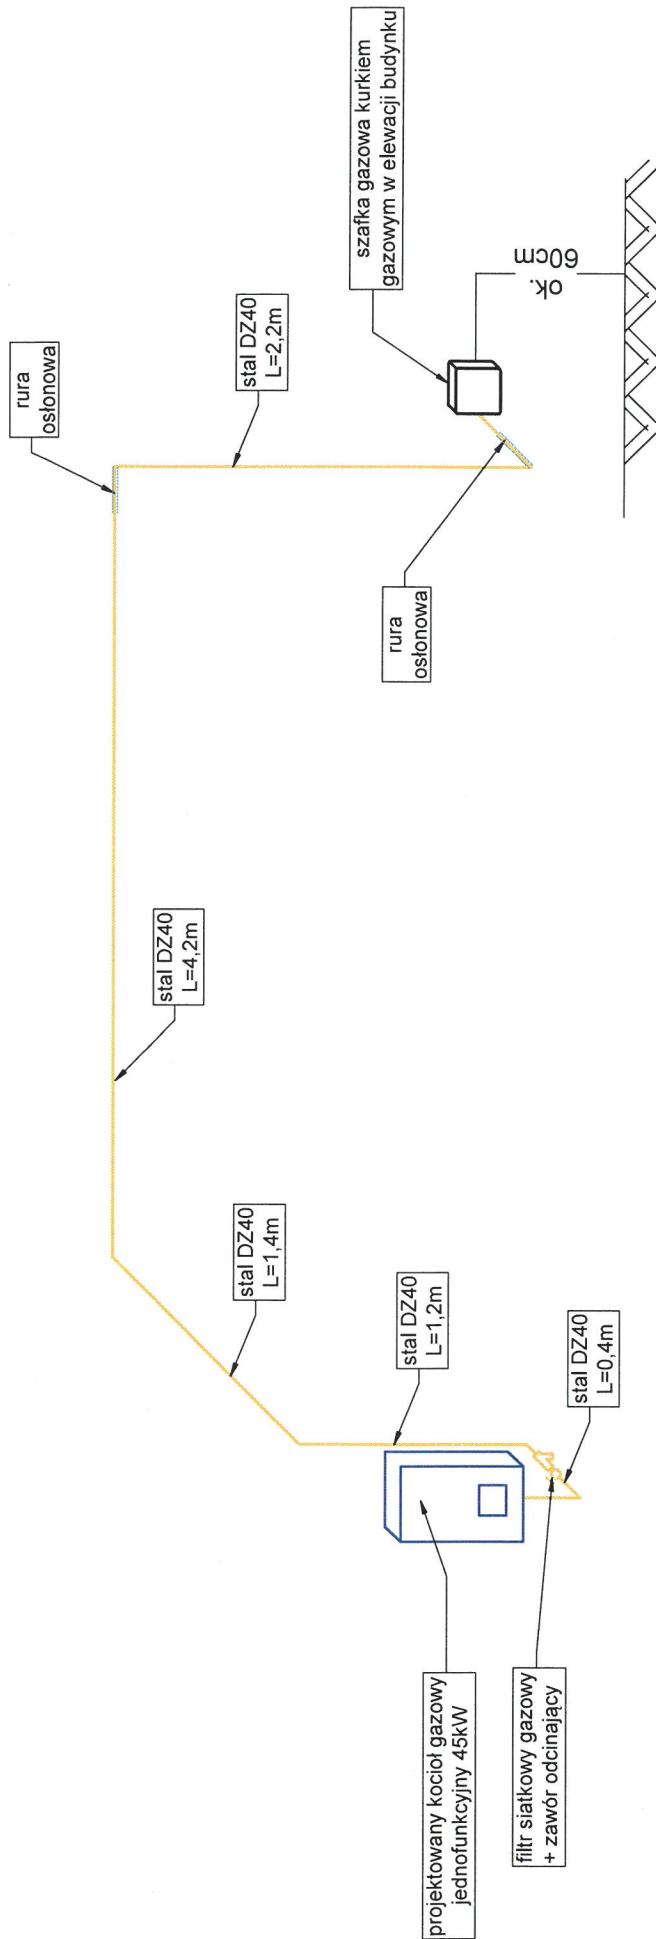 projektowany kocioł gazowy
jednofunkcyjny 45kW
filtr siatkowy gazowy
+ zawór odcinający
stal DZ40
L=0,4m
stal DZ40
L=1,2m
stal DZ40
L=1,4m
stal DZ40
L=4,2m
rura
osłonowa
stal DZ40
L=2,2m
rura
osłonowa
szafka gazowa kurkiem
gazowym w elewacji budynku
ok.
60cm